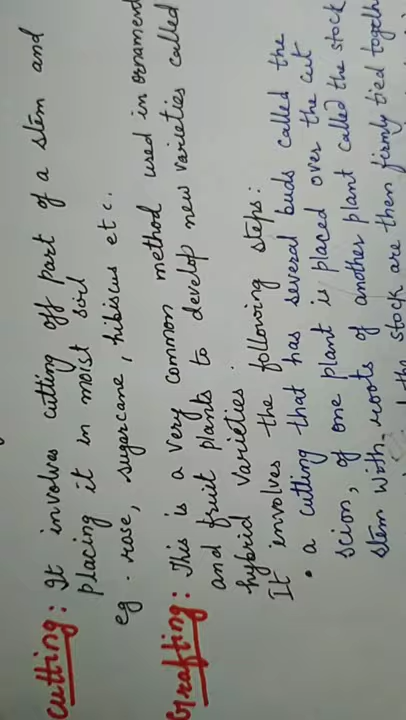 Cutting: It involves cutting off part of a stem and
placing it in moist soil
eg. rose, sugarcane, hibiscus etc.
Grafting: This is a very common method used in ornament
and fruit plants to develop new varieties called
hybrid varieties.
It involves the following steps:
• a cutting that has several buds called the
scion, of one plant is placed over the cut
stem with roots of another plant called the stock
the stock are then firmly tied togeth